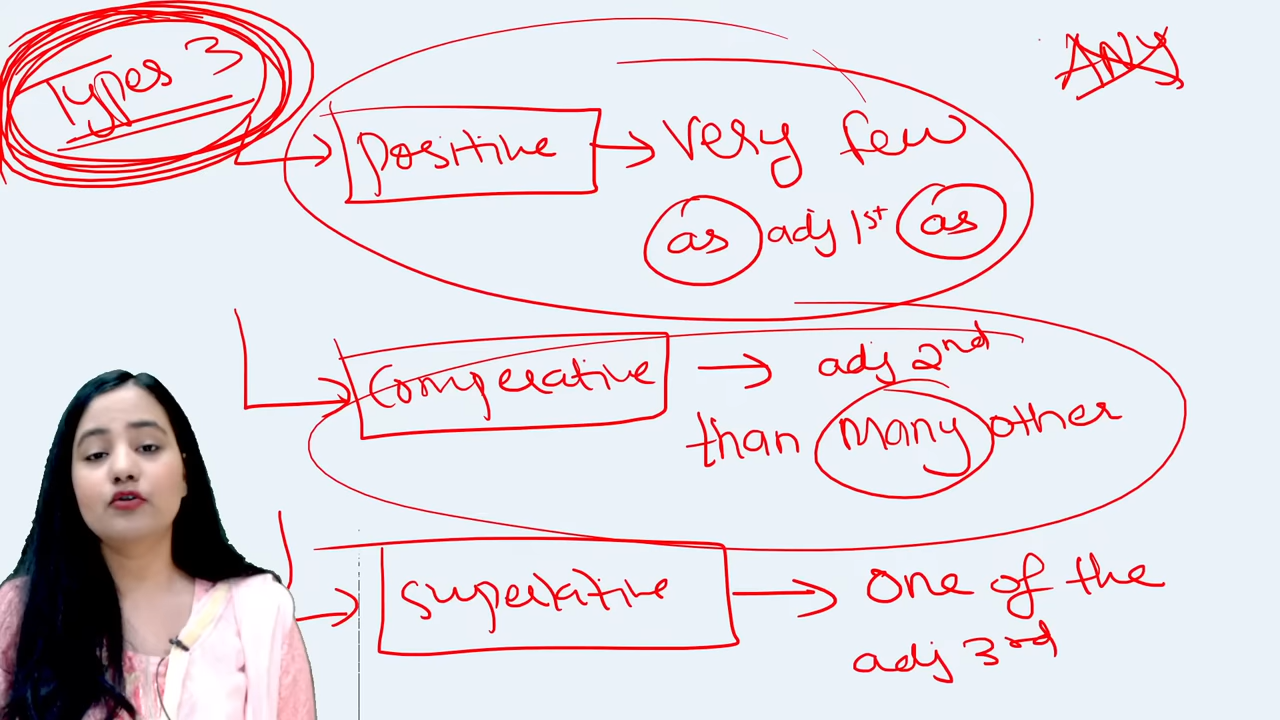 Types 3
ANY
Positive → Very few
as adj 1st as
Comperative → adj 2nd
than Many other
Superlative → One of the
adj 3rd